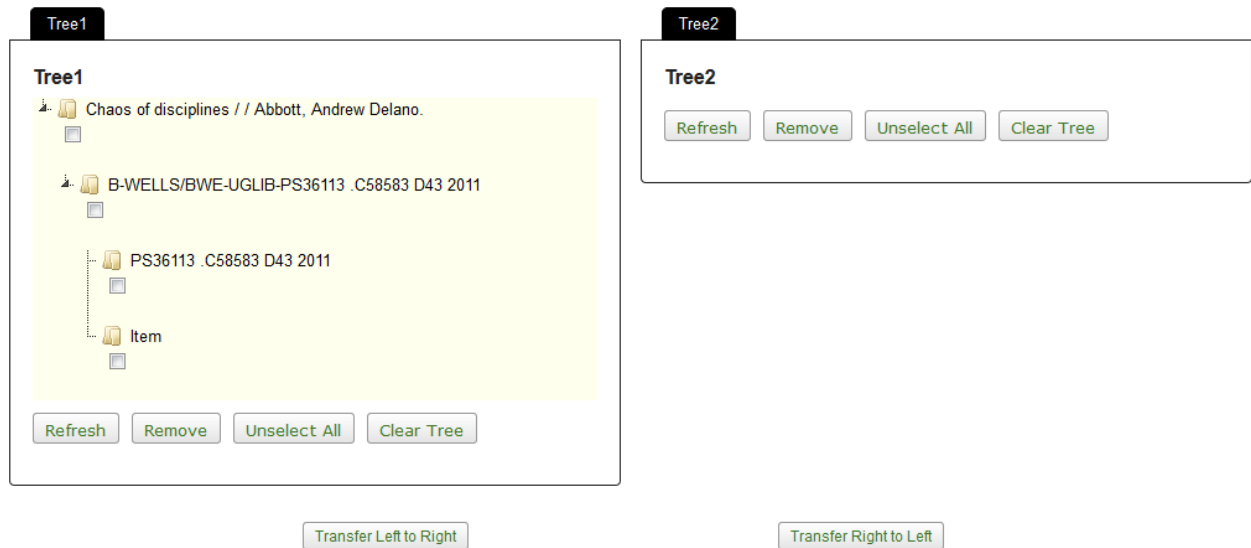 Tree1
Tree1
Chaos of disciplines / / Abbott, Andrew Delano.
B-WELLS/BWE-UGLIB-PS36113 .C58583 D43 2011
PS36113 .C58583 D43 2011
Item
Refresh Remove Unselect All Clear Tree
Tree2
Tree2
Refresh Remove Unselect All Clear Tree
Transfer Left to Right Transfer Right to Left